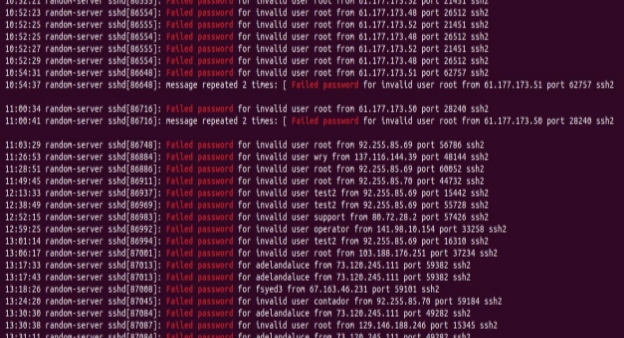 10:52:21 random-server sshd[86555]: Failed password for invalid user root from 61.177.173.52 port 21451 ssh2
10:52:23 random-server sshd[86554]: Failed password for invalid user root from 61.177.173.48 port 26512 ssh2
10:52:25 random-server sshd[86555]: Failed password for invalid user root from 61.177.173.52 port 21451 ssh2
10:52:25 random-server sshd[86554]: Failed password for invalid user root from 61.177.173.48 port 26512 ssh2
10:52:27 random-server sshd[86555]: Failed password for invalid user root from 61.177.173.52 port 21451 ssh2
10:52:29 random-server sshd[86554]: Failed password for invalid user root from 61.177.173.48 port 26512 ssh2
10:54:31 random-server sshd[86648]: Failed password for invalid user root from 61.177.173.51 port 62757 ssh2
10:54:37 random-server sshd[86648]: message repeated 2 times: [ Failed password for invalid user root from 61.177.173.51 port 62757 ssh2
11:00:34 random-server sshd[86716]: Failed password for invalid user root from 61.177.173.50 port 28240 ssh2
11:00:41 random-server sshd[86716]: message repeated 2 times: [ Failed password for invalid user root from 61.177.173.50 port 28240 ssh2
11:03:29 random-server sshd[86748]: Failed password for invalid user root from 92.255.85.69 port 56786 ssh2
11:26:53 random-server sshd[86884]: Failed password for invalid user wry from 137.116.144.39 port 48144 ssh2
11:28:51 random-server sshd[86886]: Failed password for invalid user root from 92.255.85.69 port 60052 ssh2
11:49:45 random-server sshd[86911]: Failed password for invalid user root from 92.255.85.70 port 44732 ssh2
12:13:33 random-server sshd[86937]: Failed password for invalid user test2 from 92.255.85.69 port 15442 ssh2
12:38:49 random-server sshd[86969]: Failed password for invalid user test2 from 92.255.85.69 port 55728 ssh2
12:52:15 random-server sshd[86983]: Failed password for invalid user support from 80.72.28.2 port 57426 ssh2
12:59:25 random-server sshd[86992]: Failed password for invalid user operator from 141.98.10.154 port 33258 ssh2
13:01:14 random-server sshd[86994]: Failed password for invalid user test2 from 92.255.85.69 port 16310 ssh2
13:06:17 random-server sshd[87001]: Failed password for invalid user root from 103.188.176.251 port 37234 ssh2
13:17:33 random-server sshd[87013]: Failed password for adelandaluce from 73.120.245.111 port 59382 ssh2
13:17:43 random-server sshd[87013]: Failed password for adelandaluce from 73.120.245.111 port 59382 ssh2
13:18:26 random-server sshd[87008]: Failed password for fsyed3 from 67.163.46.231 port 59101 ssh2
13:24:20 random-server sshd[87045]: Failed password for invalid user contador from 92.255.85.70 port 59184 ssh2
13:30:30 random-server sshd[87084]: Failed password for adelandaluce from 73.120.245.111 port 49282 ssh2
13:30:38 random-server sshd[87087]: Failed password for invalid user root from 129.146.188.246 port 15345 ssh2
13:31:11 random-server sshd[87084]: Failed password for adelandaluce from 73.120.245.111 port 49282 ssh2